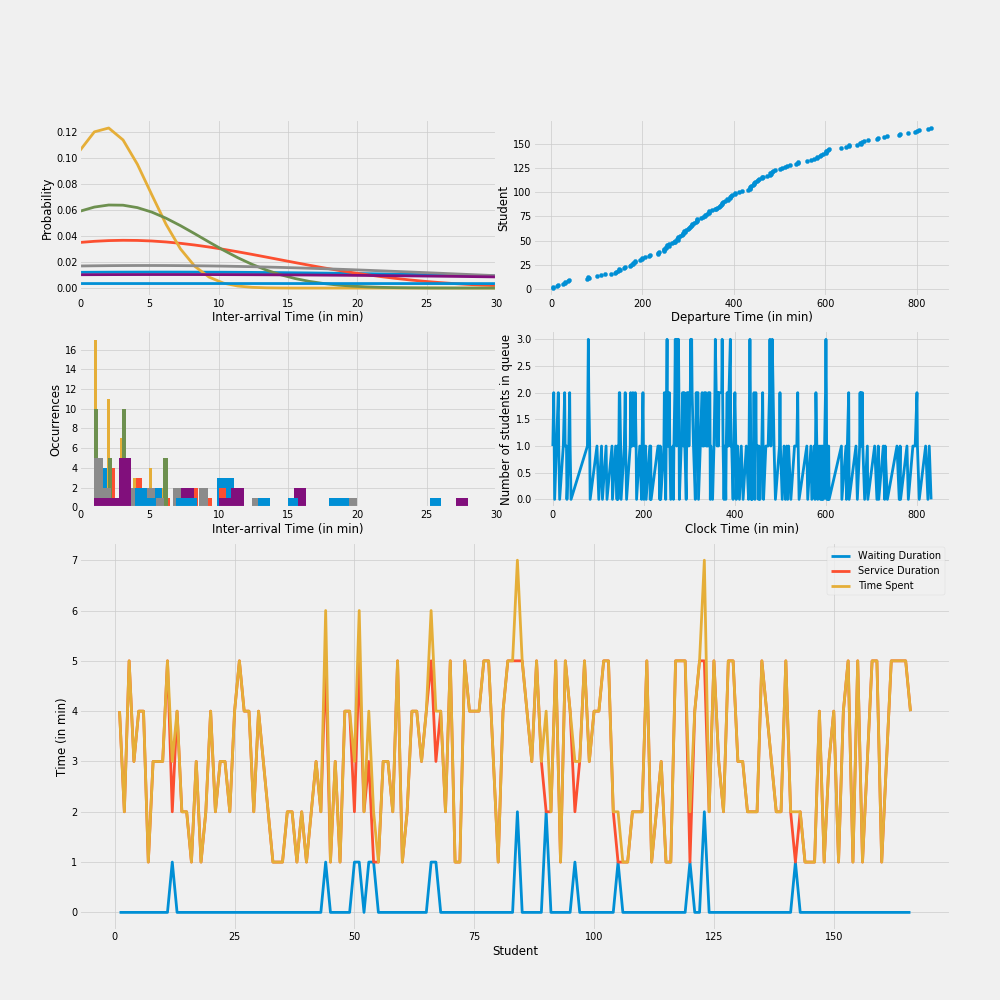 0.12
0.10
0.08
0.06
0.04
0.02
0.00
Probability
0 5 10 15 20 25 30
Inter-arrival Time (in min)
150
125
100
75
50
25
0
Student
0 200 400 600 800
Departure Time (in min)
16
14
12
10
8
6
4
2
0
Occurrences
0 5 10 15 20 25 30
Inter-arrival Time (in min)
3.0
2.5
2.0
1.5
1.0
0.5
0.0
Number of students in queue
0 200 400 600 800
Clock Time (in min)
7
6
5
4
3
2
1
0
Time (in min)
Waiting Duration
Service Duration
Time Spent
0 25 50 75 100 125 150
Student